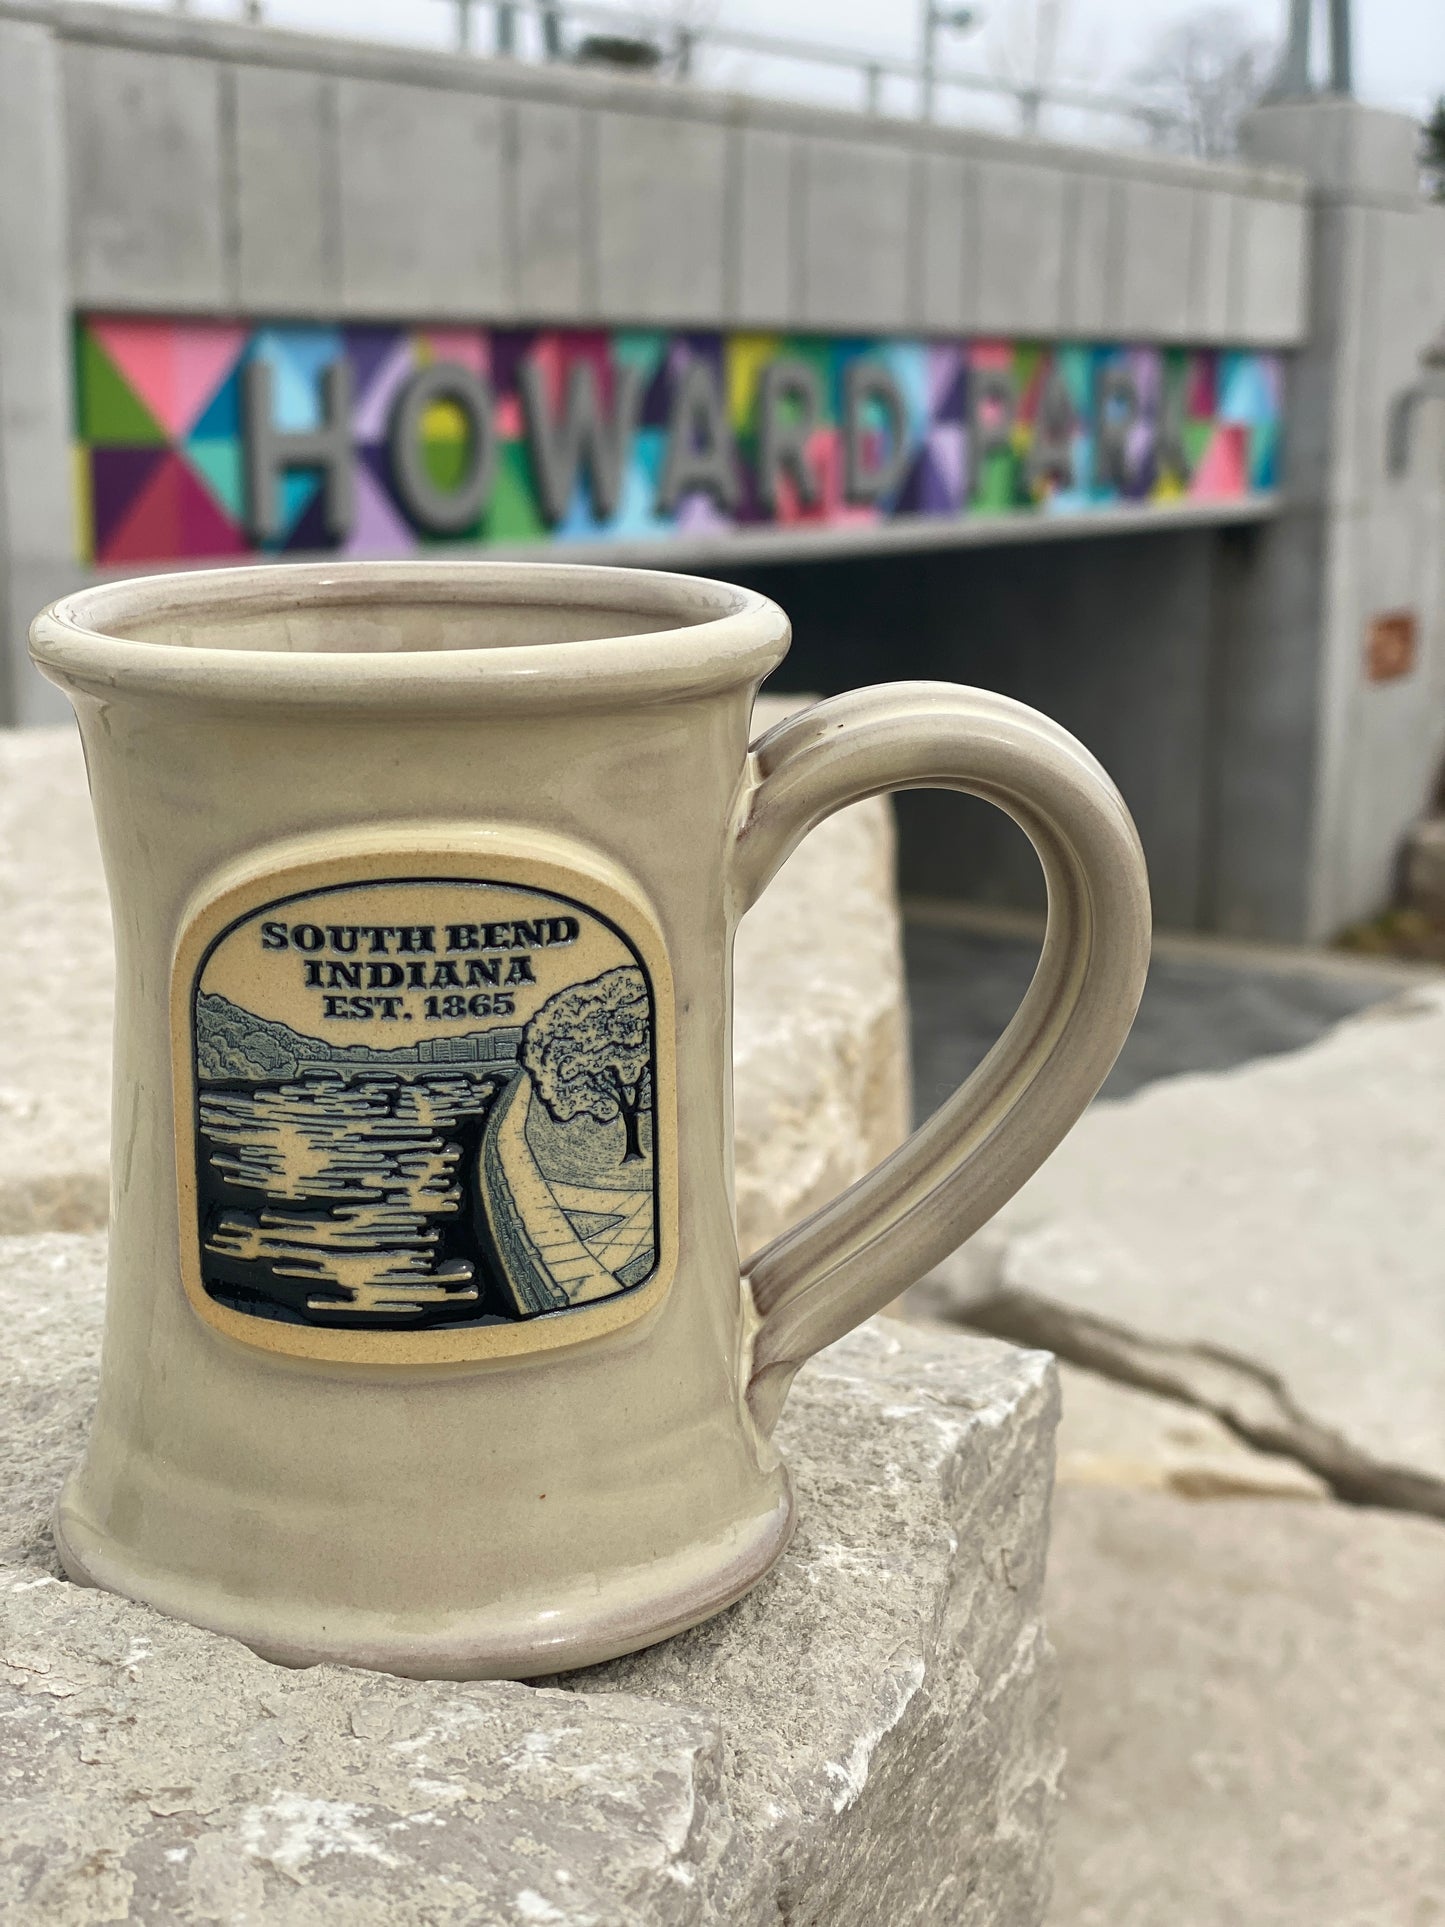 HOWARD PARK
SOUTH BEND
INDIANA
EST. 1865